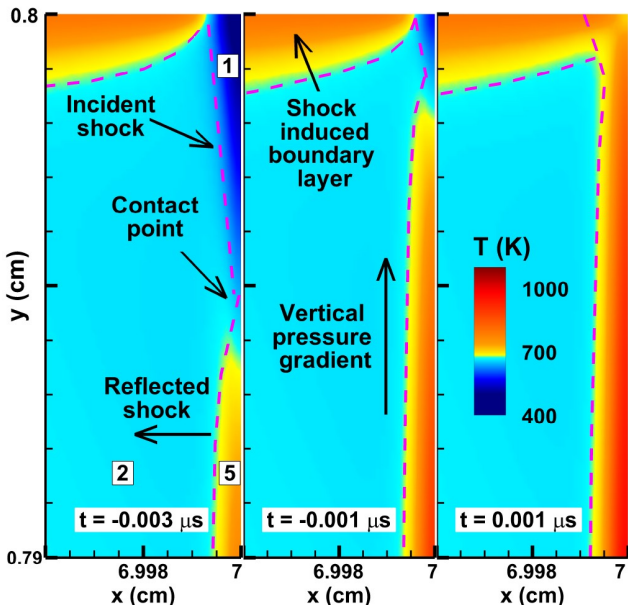 0.8
y (cm)
0.79
1
Incident
shock
Contact
point
Reflected
shock
2
5
t = -0.003 μs
6.998
7
x (cm)
Shock
induced
boundary
layer
Vertical
pressure
gradient
t = -0.001 μs
6.998
7
x (cm)
T (K)
1000
700
400
t = 0.001 μs
6.998
7
x (cm)